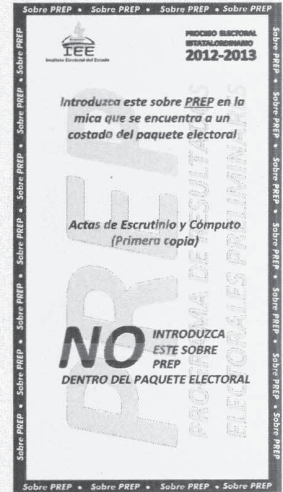 Sobre PREP • Sobre PREP • Sobre PREP • Sobre PREP
IEE
Instituto Electoral del Estado
PROCESO ELECTORAL
ESTATAL ORDINARIO
2012-2013
Introduzca este sobre PREP en la
mica que se encuentra a un
costado del paquete electoral
Actas de Escrutinio y Cómputo
(Primera copia)
NO INTRODUZCA
ESTE SOBRE
PREP
DENTRO DEL PAQUETE ELECTORAL
PREP
PROGRAMA DE RESULTADOS
ELECTORALES PRELIMINARES
Sobre PREP • Sobre PREP • Sobre PREP • Sobre PREP